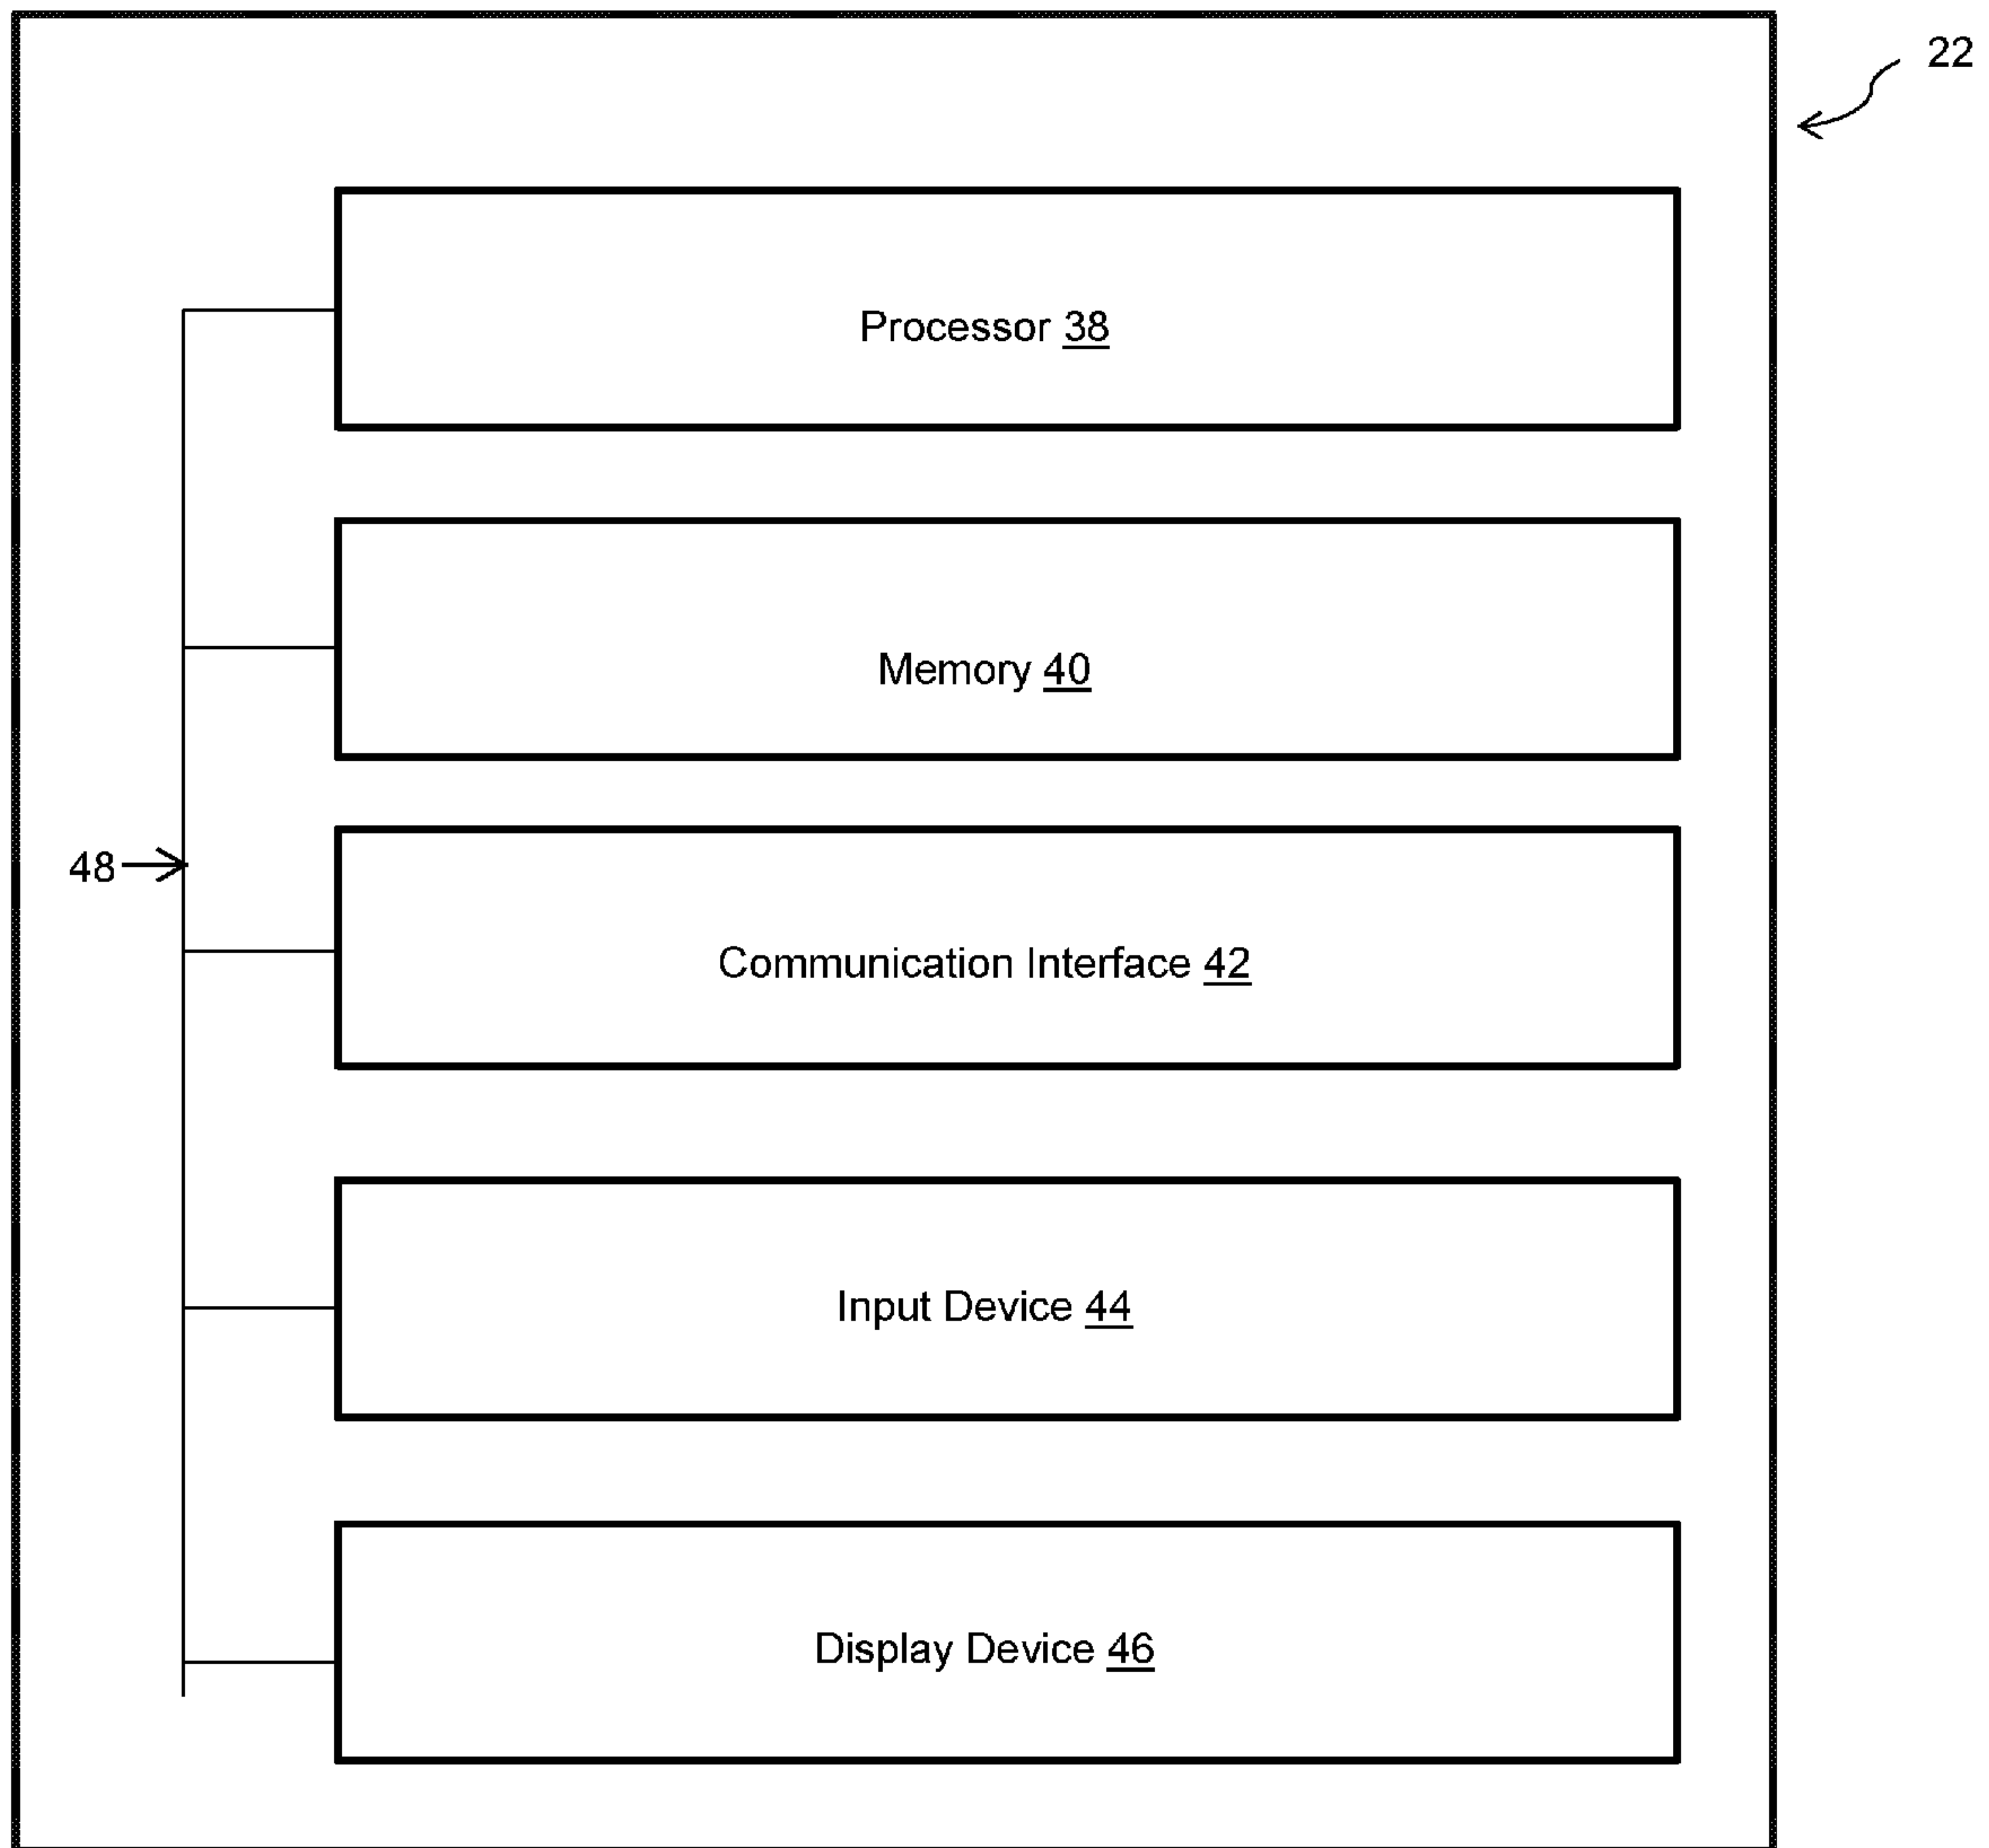 22
Processor 38
Memory 40
48
Communication Interface 42
Input Device 44
Display Device 46